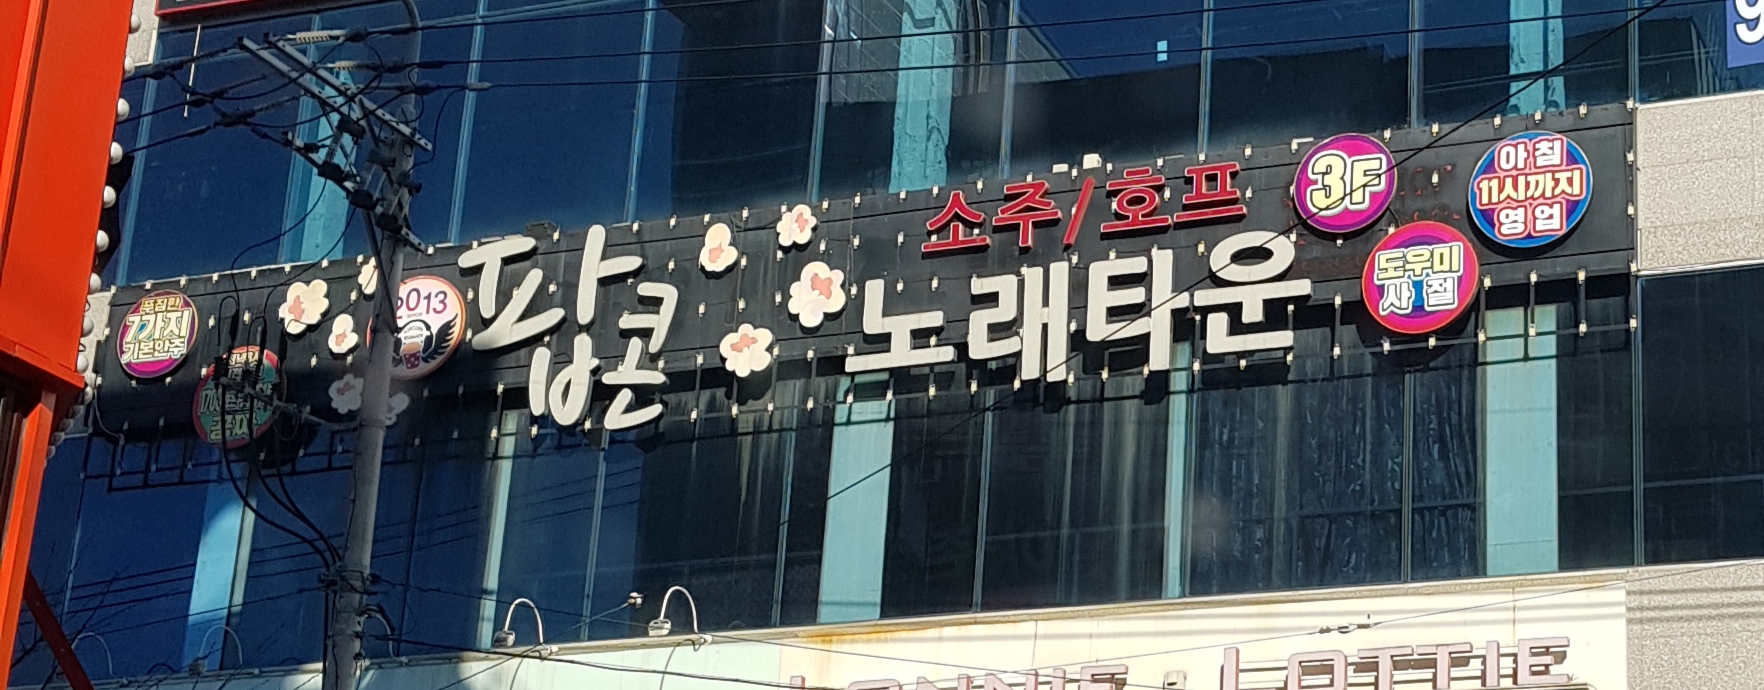 푸짐한
7가지
기본안주
2013
팝콘
소주/호프
노래타운
3F
도우미
사절
아침
11시까지
영업
LOTTIE